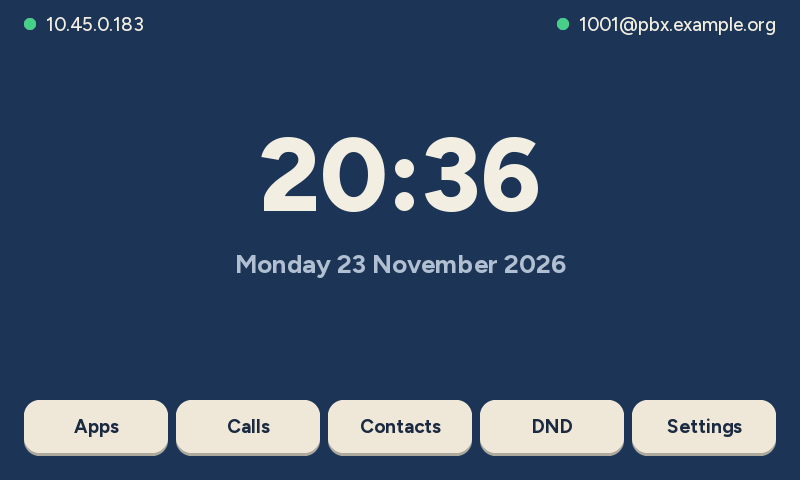 10.45.0.183
1001@pbx.example.org
20:36
Monday 23 November 2026
Apps
Calls
Contacts
DND
Settings